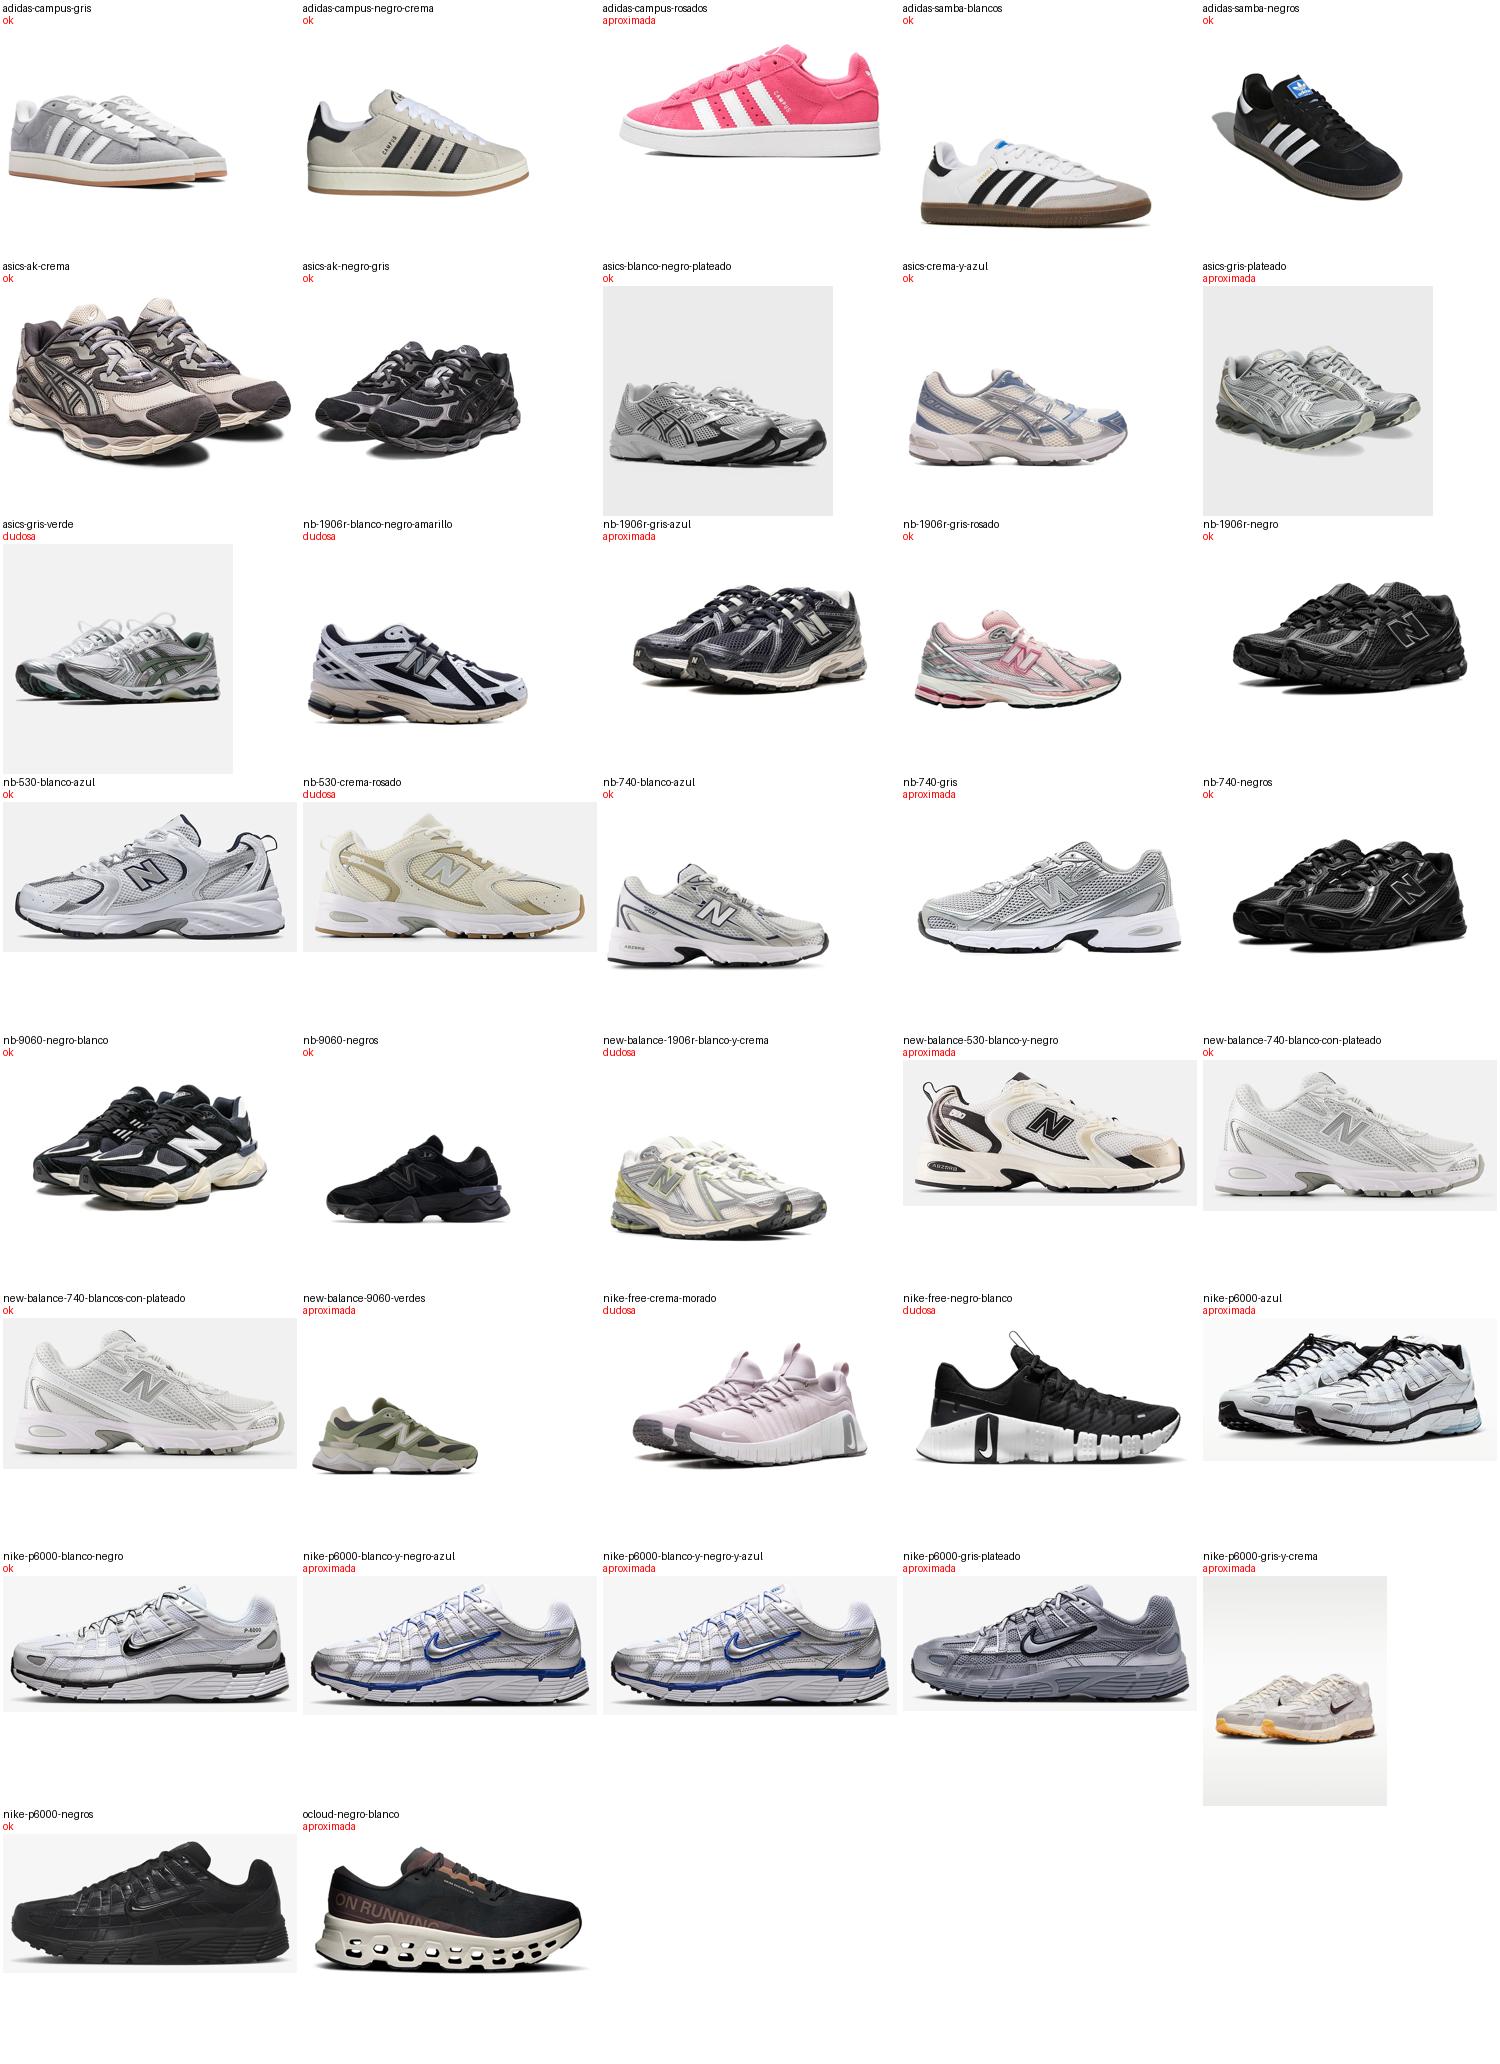 adidas-campus-gris
ok
adidas-campus-negro-crema
ok
adidas-campus-rosados
aproximada
adidas-samba-blancos
ok
adidas-samba-negros
ok
asics-ak-crema
ok
asics-ak-negro-gris
ok
asics-blanco-negro-plateado
ok
asics-crema-y-azul
ok
asics-gris-plateado
aproximada
asics-gris-verde
dudosa
nb-1906r-blanco-negro-amarillo
dudosa
nb-1906r-gris-azul
aproximada
nb-1906r-gris-rosado
ok
nb-1906r-negro
ok
nb-530-blanco-azul
ok
nb-530-crema-rosado
dudosa
nb-740-blanco-azul
ok
nb-740-gris
aproximada
nb-740-negros
ok
nb-9060-negro-blanco
ok
nb-9060-negros
ok
new-balance-1906r-blanco-y-crema
dudosa
new-balance-530-blanco-y-negro
aproximada
new-balance-740-blanco-con-plateado
ok
new-balance-740-blancos-con-plateado
ok
new-balance-9060-verdes
aproximada
nike-free-crema-morado
dudosa
nike-free-negro-blanco
dudosa
nike-p6000-azul
aproximada
nike-p6000-blanco-negro
ok
nike-p6000-blanco-y-negro-azul
aproximada
nike-p6000-blanco-y-negro-y-azul
aproximada
nike-p6000-gris-plateado
aproximada
nike-p6000-gris-y-crema
aproximada
nike-p6000-negros
ok
ocloud-negro-blanco
aproximada
ON RUNNING